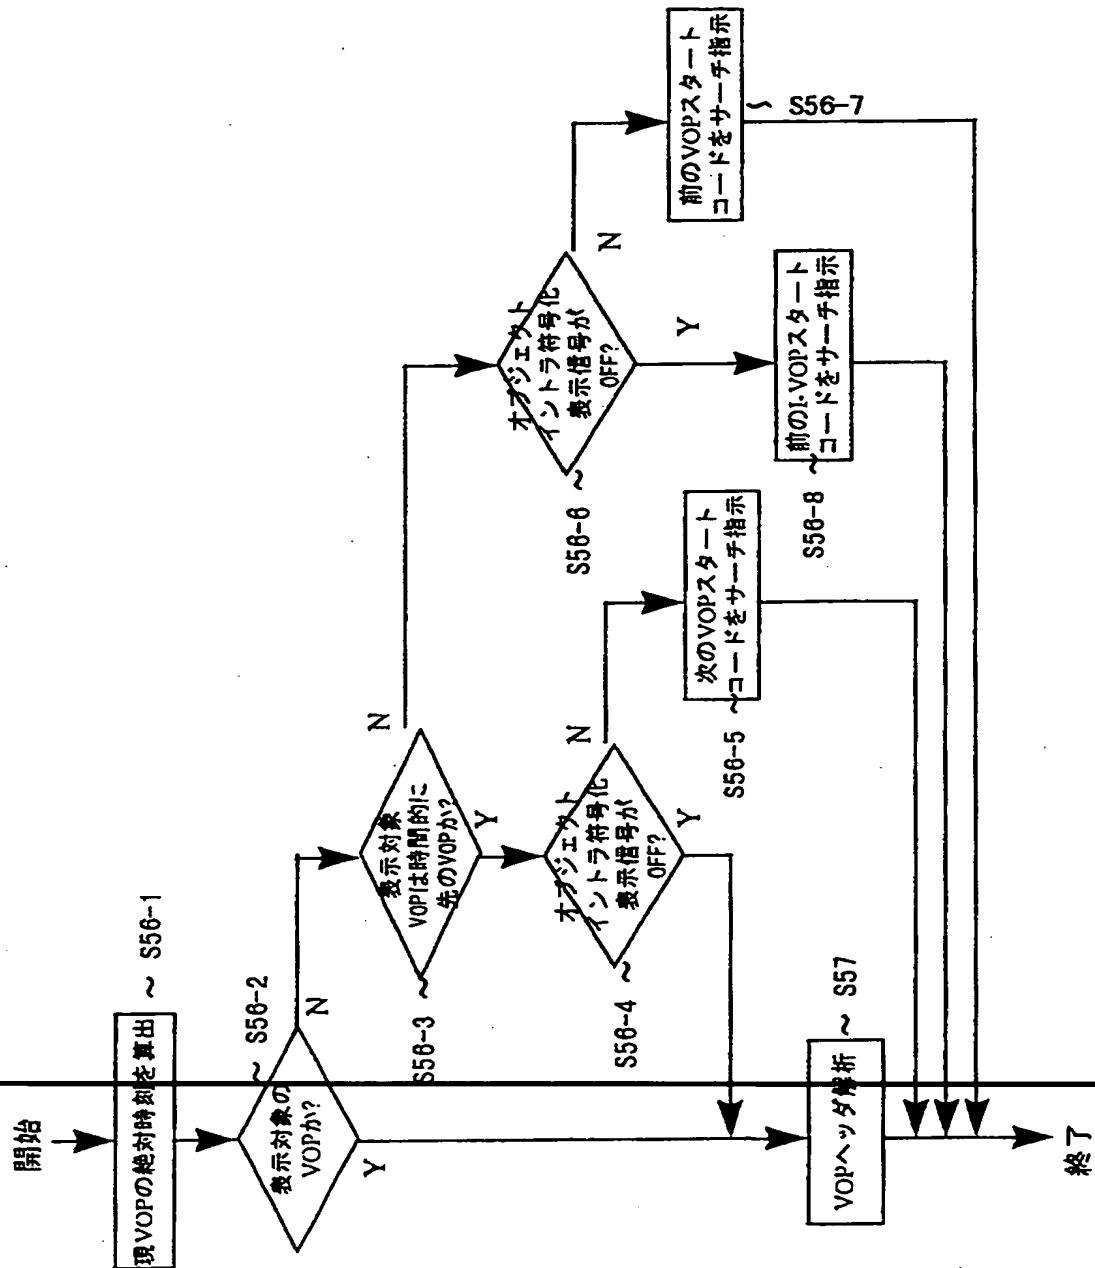 開始
現VOPの絶対時刻を算出
~ S56-1
表示対象の
VOPか?
~ S56-2
N
Y
表示対象
VOPは時間的に
先のVOPか?
S56-3 ~
N
Y
オブジェクト
イントラ符号化
表示信号が
OFF?
S56-4 ~
N
Y
次のVOPスタート
コードをサーチ指示
S56-5 ~
オブジェクト
イントラ符号化
表示信号が
OFF?
S56-6 ~
N
Y
前のVOPスタート
コードをサーチ指示
~ S56-7
前のI-VOPスタート
コードをサーチ指示
S56-8 ~
VOPヘッダ解析
~ S57
終了